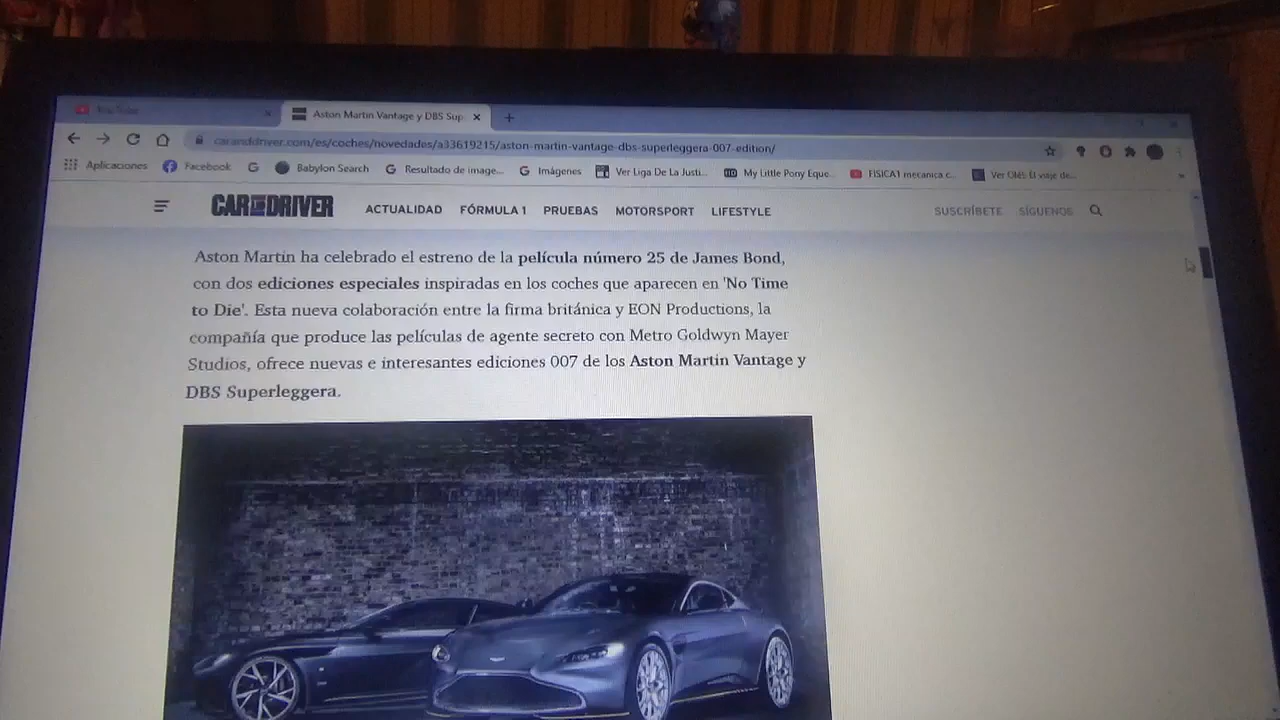 YouTube
Aston Martin Vantage y DBS Sup
caranddriver.com/es/coches/novedades/a33619215/aston-martin-vantage-dbs-superleggera-007-edition/
Aplicaciones Facebook Babylon Search Resultado de image... Imágenes Ver Liga De La Justi... My Little Pony Eque... FISICA1 mecanica c... Ver Olé: El viaje de...
CAR AND DRIVER ACTUALIDAD FÓRMULA 1 PRUEBAS MOTORSPORT LIFESTYLE SUSCRÍBETE SÍGUENOS
Aston Martin ha celebrado el estreno de la película número 25 de James Bond,
con dos ediciones especiales inspiradas en los coches que aparecen en 'No Time
to Die'. Esta nueva colaboración entre la firma británica y EON Productions, la
compañía que produce las películas de agente secreto con Metro Goldwyn Mayer
Studios, ofrece nuevas e interesantes ediciones 007 de los Aston Martin Vantage y
DBS Superleggera.